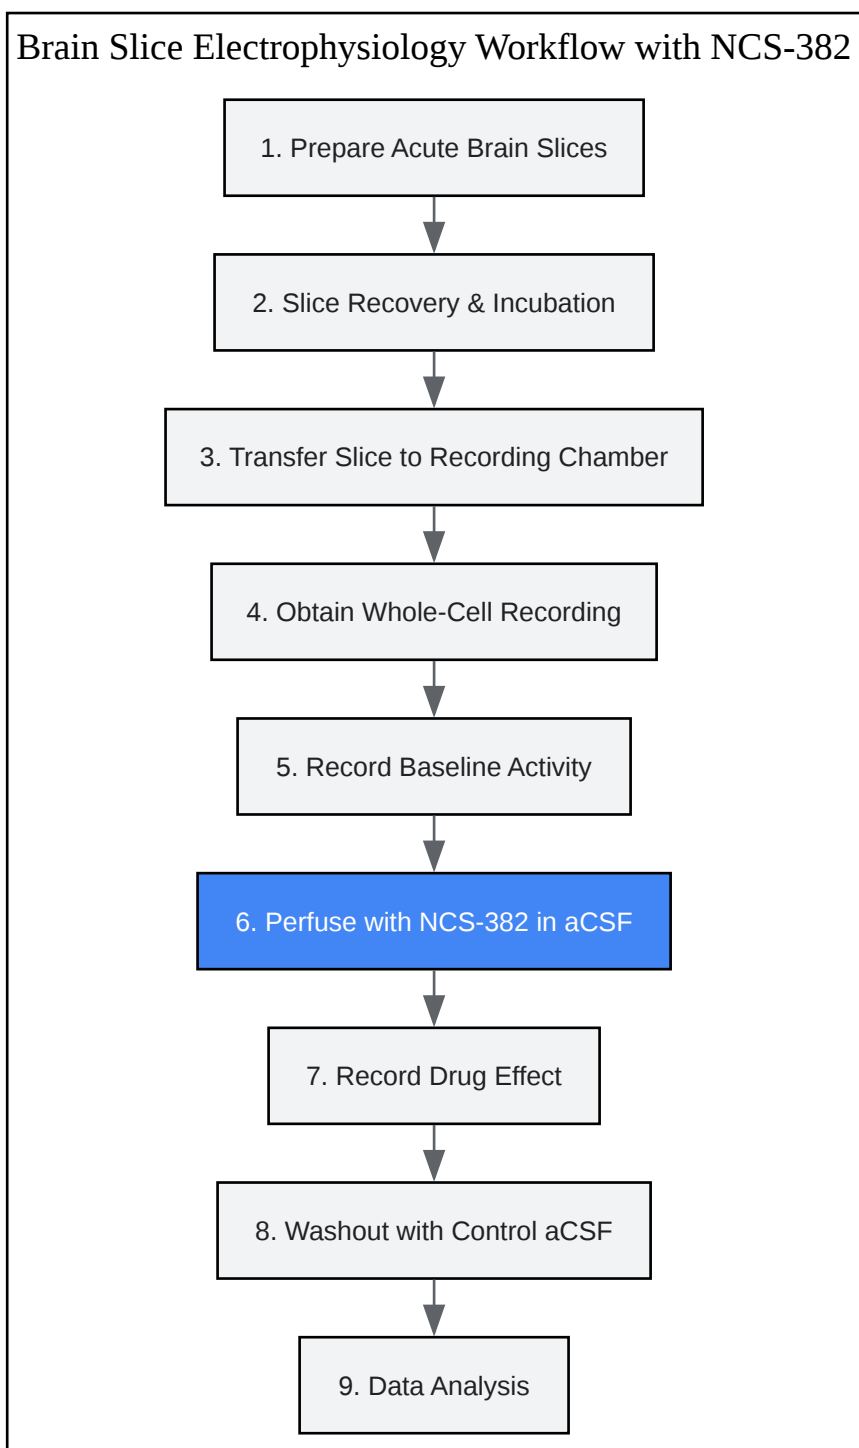 Brain Slice Electrophysiology Workflow with NCS-382
1. Prepare Acute Brain Slices
2. Slice Recovery & Incubation
3. Transfer Slice to Recording Chamber
4. Obtain Whole-Cell Recording
5. Record Baseline Activity
6. Perfuse with NCS-382 in aCSF
7. Record Drug Effect
8. Washout with Control aCSF
9. Data Analysis